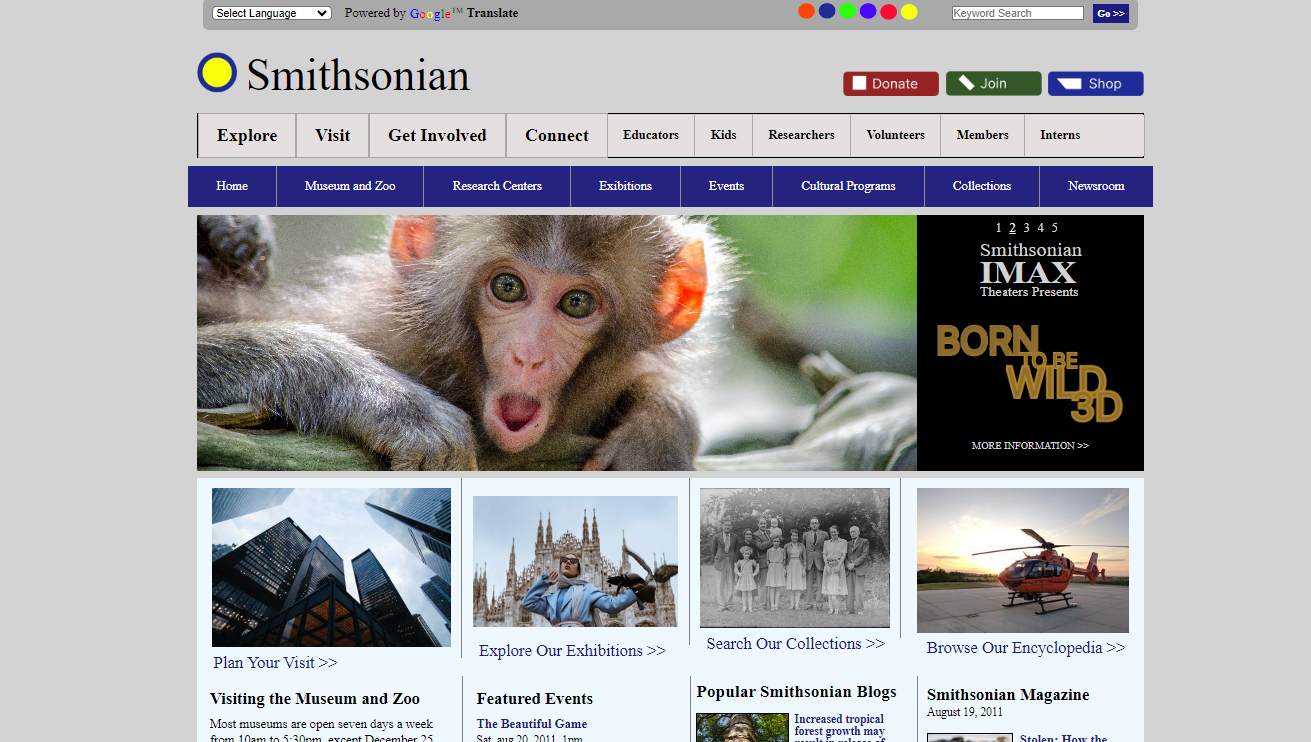 Select Language Powered by Google™ Translate Keyword Search Go >>
Smithsonian
Donate Join Shop
Explore Visit Get Involved Connect Educators Kids Researchers Volunteers Members Interns
Home Museum and Zoo Research Centers Exibitions Events Cultural Programs Collections Newsroom
1 2 3 4 5
Smithsonian
IMAX
Theaters Presents
BORN
TO BE
WILD
3D
MORE INFORMATION >>
Plan Your Visit >>
Explore Our Exhibitions >>
Search Our Collections >>
Browse Our Encyclopedia >>
Visiting the Museum and Zoo
Most museums are open seven days a week
from 10am to 5:30pm, except December 25.
Featured Events
The Beautiful Game
Sat, aug 20, 2011, 1pm
Popular Smithsonian Blogs
Increased tropical
forest growth may
result in release of
Smithsonian Magazine
August 19, 2011
Stolen: How the